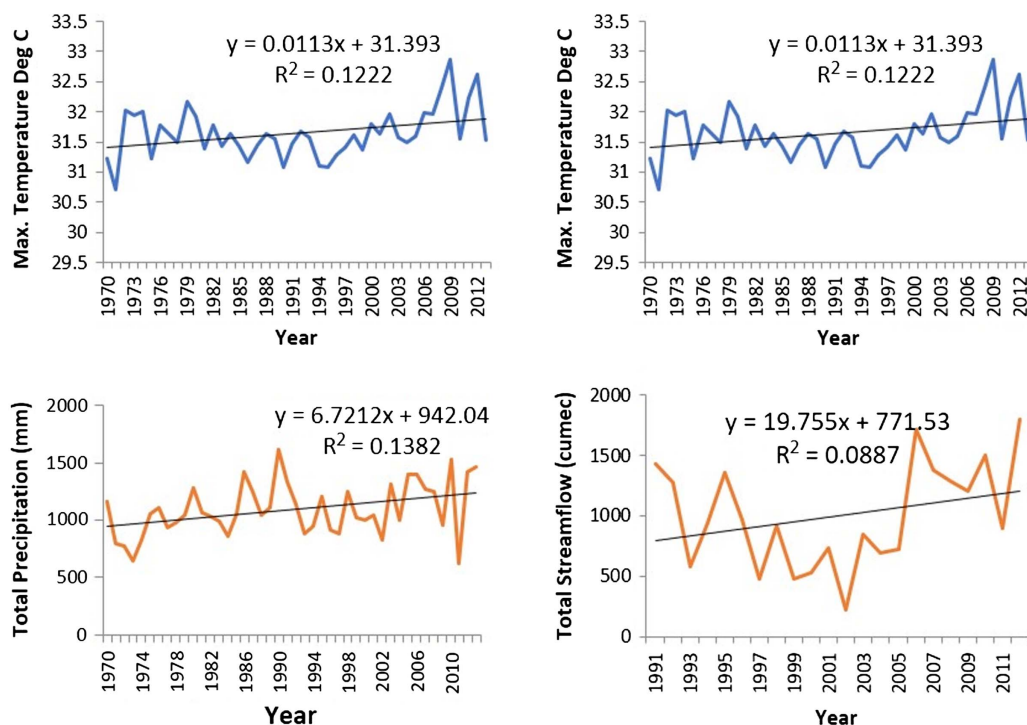 33.5
33
32.5
32
31.5
31
30.5
30
29.5
Max. Temperature Deg C
y = 0.0113x + 31.393
R² = 0.1222
1970 1973 1976 1979 1982 1985 1988 1991 1994 1997 2000 2003 2006 2009 2012
Year
33.5
33
32.5
32
31.5
31
30.5
30
29.5
Max. Temperature Deg C
y = 0.0113x + 31.393
R² = 0.1222
1970 1973 1976 1979 1982 1985 1988 1991 1994 1997 2000 2003 2006 2009 2012
Year
2000
1500
1000
500
0
Total Precipitation (mm)
y = 6.7212x + 942.04
R² = 0.1382
1970 1974 1978 1982 1986 1990 1994 1998 2002 2006 2010
Year
2000
1500
1000
500
0
Total Streamflow (cumec)
y = 19.755x + 771.53
R² = 0.0887
1991 1993 1995 1997 1999 2001 2003 2005 2007 2009 2011
Year